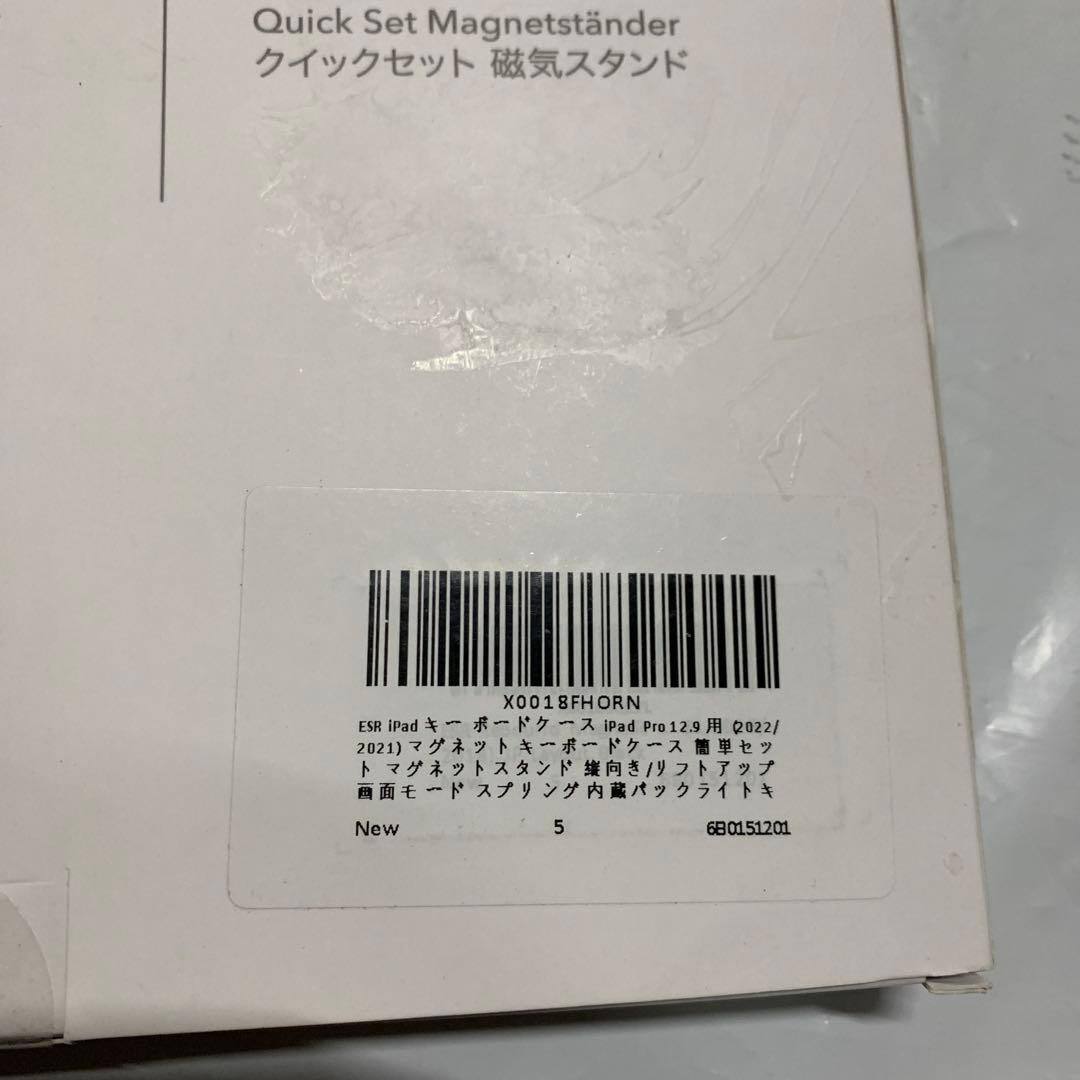 Quick Set Magnetständer
クイックセット 磁気スタンド
X0018FHORN
ESR iPad キーボードケース iPad Pro 12.9 用 (2022/
2021) マグネットキーボードケース 簡単セッ
ト マグネットスタンド 縦向き/リフトアップ
画面モード スプリング内蔵バックライトキ
New 5 6B0151201